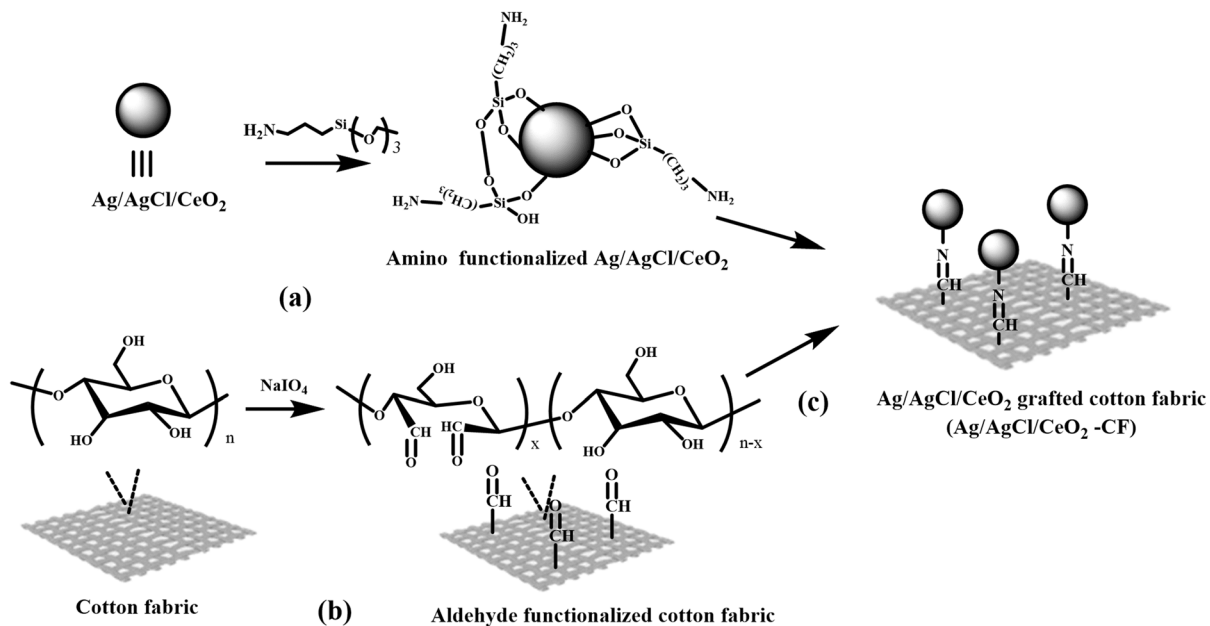 NH₂
(CH₂)₃
Si
O
O
O
O
O
O
O
O
Si
(CH₂)₃
NH₂
H₂N
(CH₂)₃
Si
OH
H₂N
Si
(O)₃
Ag/AgCl/CeO₂
Amino functionalized Ag/AgCl/CeO₂
(a)
N
CH
N
CH
N
CH
Ag/AgCl/CeO₂ grafted cotton fabric
(Ag/AgCl/CeO₂ -CF)
(c)
OH
O
O
HO
OH
n
NaIO₄
OH
O
O
CH
O
HC
O
x
OH
O
O
HO
OH
n-x
O
CH
O
CH
O
CH
Cotton fabric
(b)
Aldehyde functionalized cotton fabric